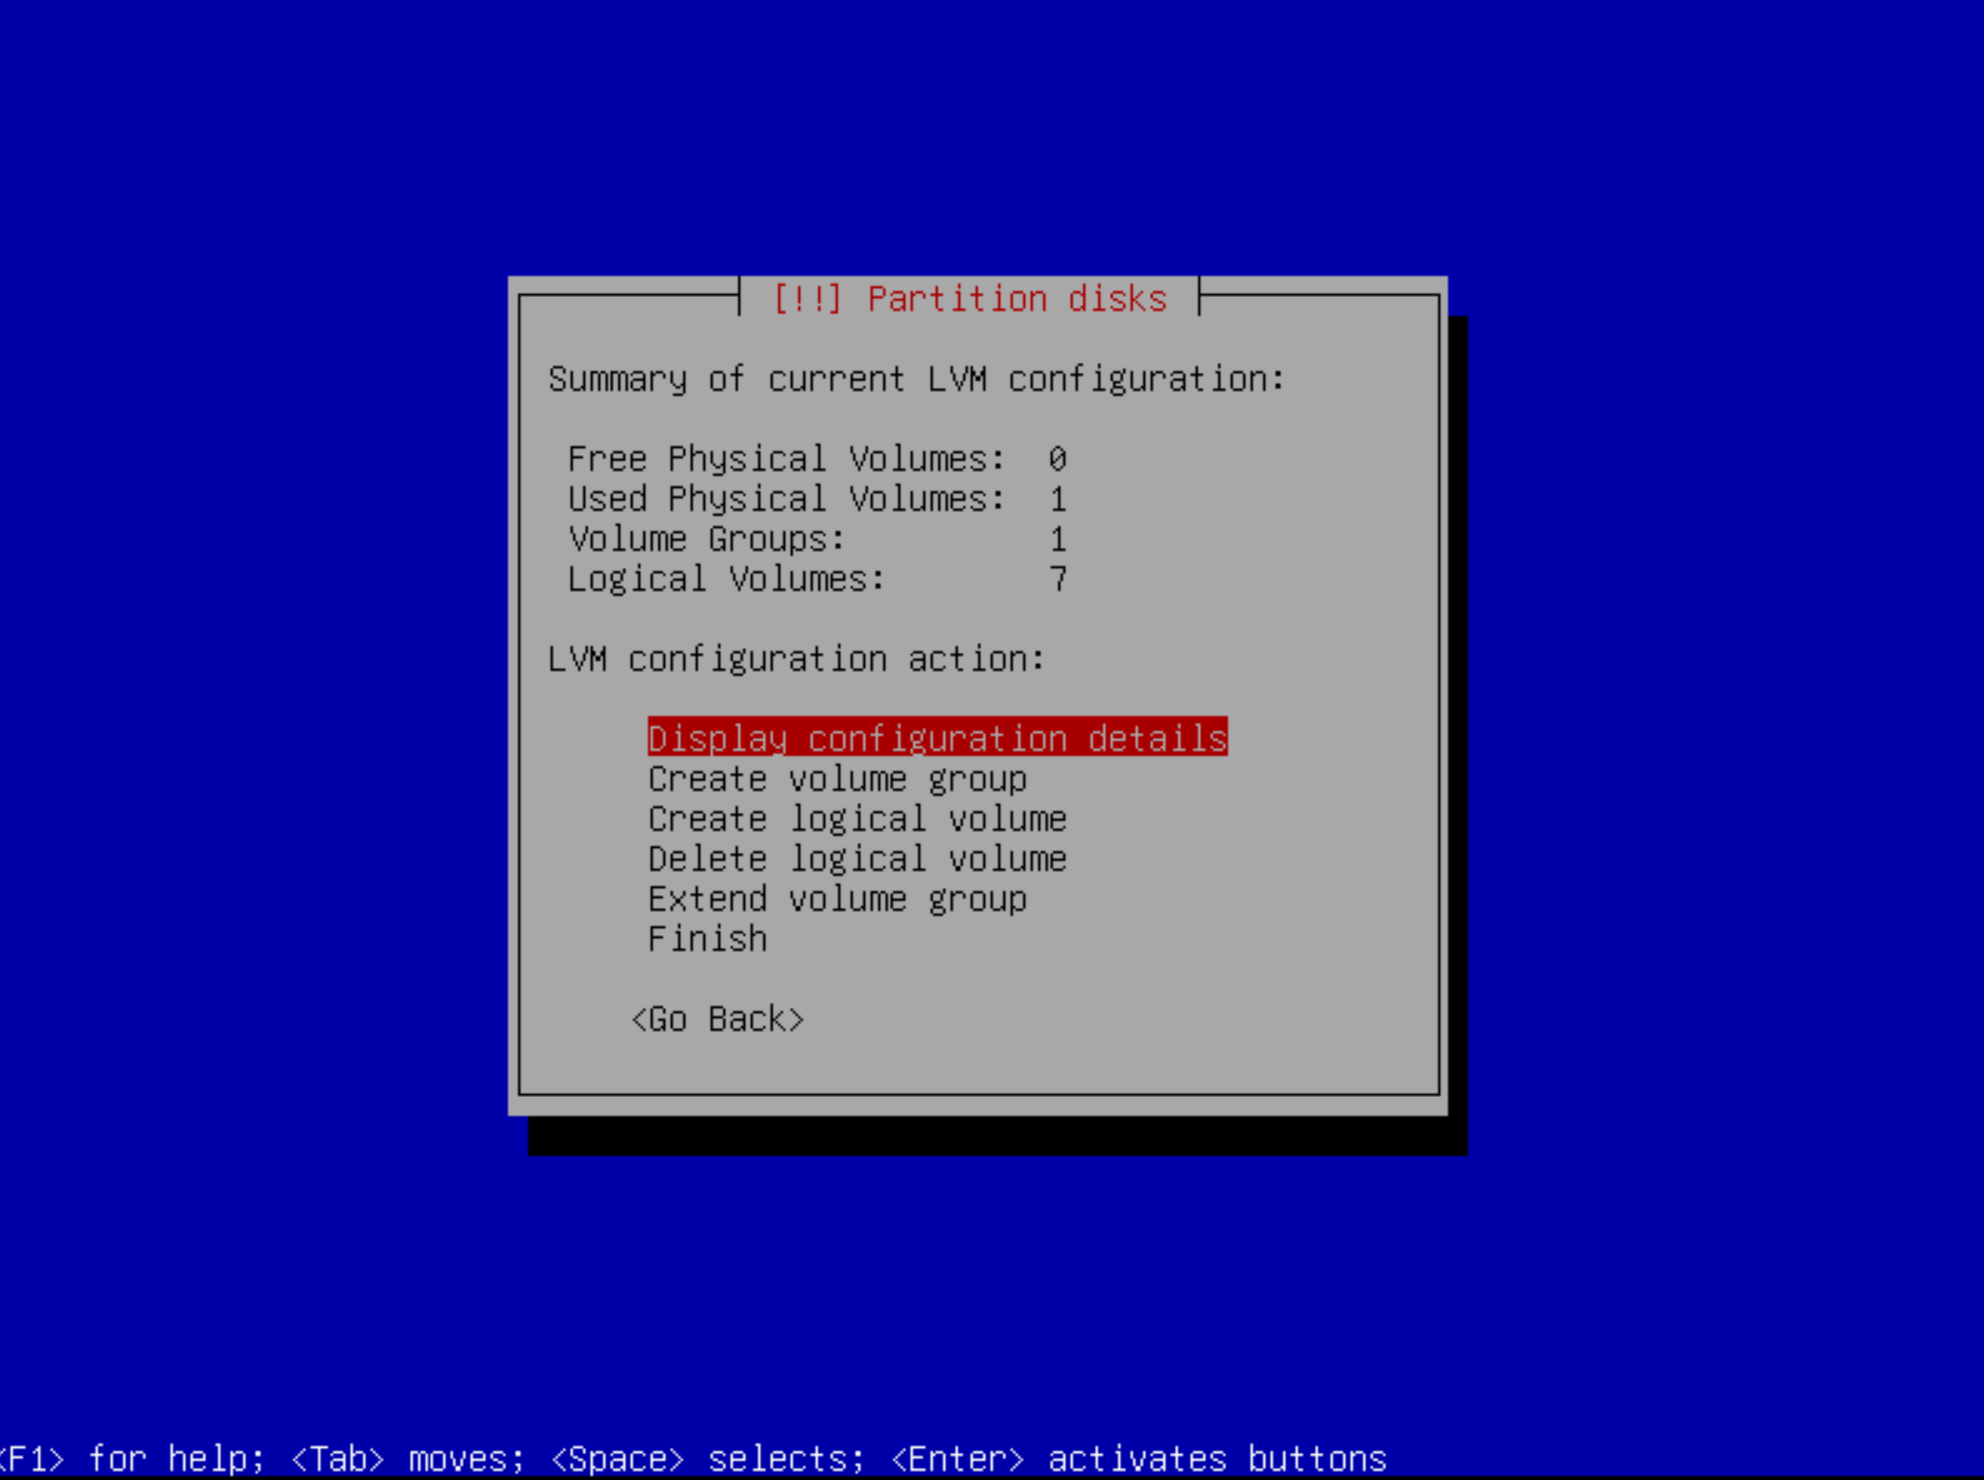 [!!] Partition disks
Summary of current LVM configuration:
Free Physical Volumes: 0
Used Physical Volumes: 1
Volume Groups: 1
Logical Volumes: 7
LVM configuration action:
Display configuration details
Create volume group
Create logical volume
Delete logical volume
Extend volume group
Finish
<Go Back>
<F1> for help; <Tab> moves; <Space> selects; <Enter> activates buttons